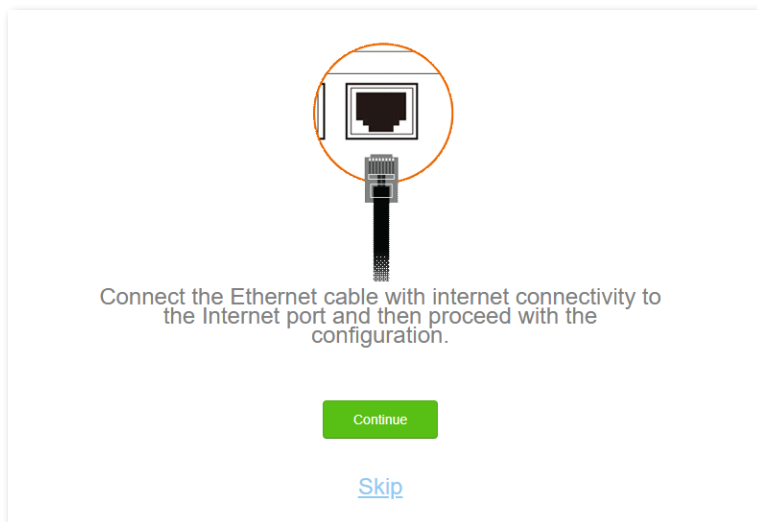 Connect the Ethernet cable with internet connectivity to
the Internet port and then proceed with the
configuration.
Continue
Skip